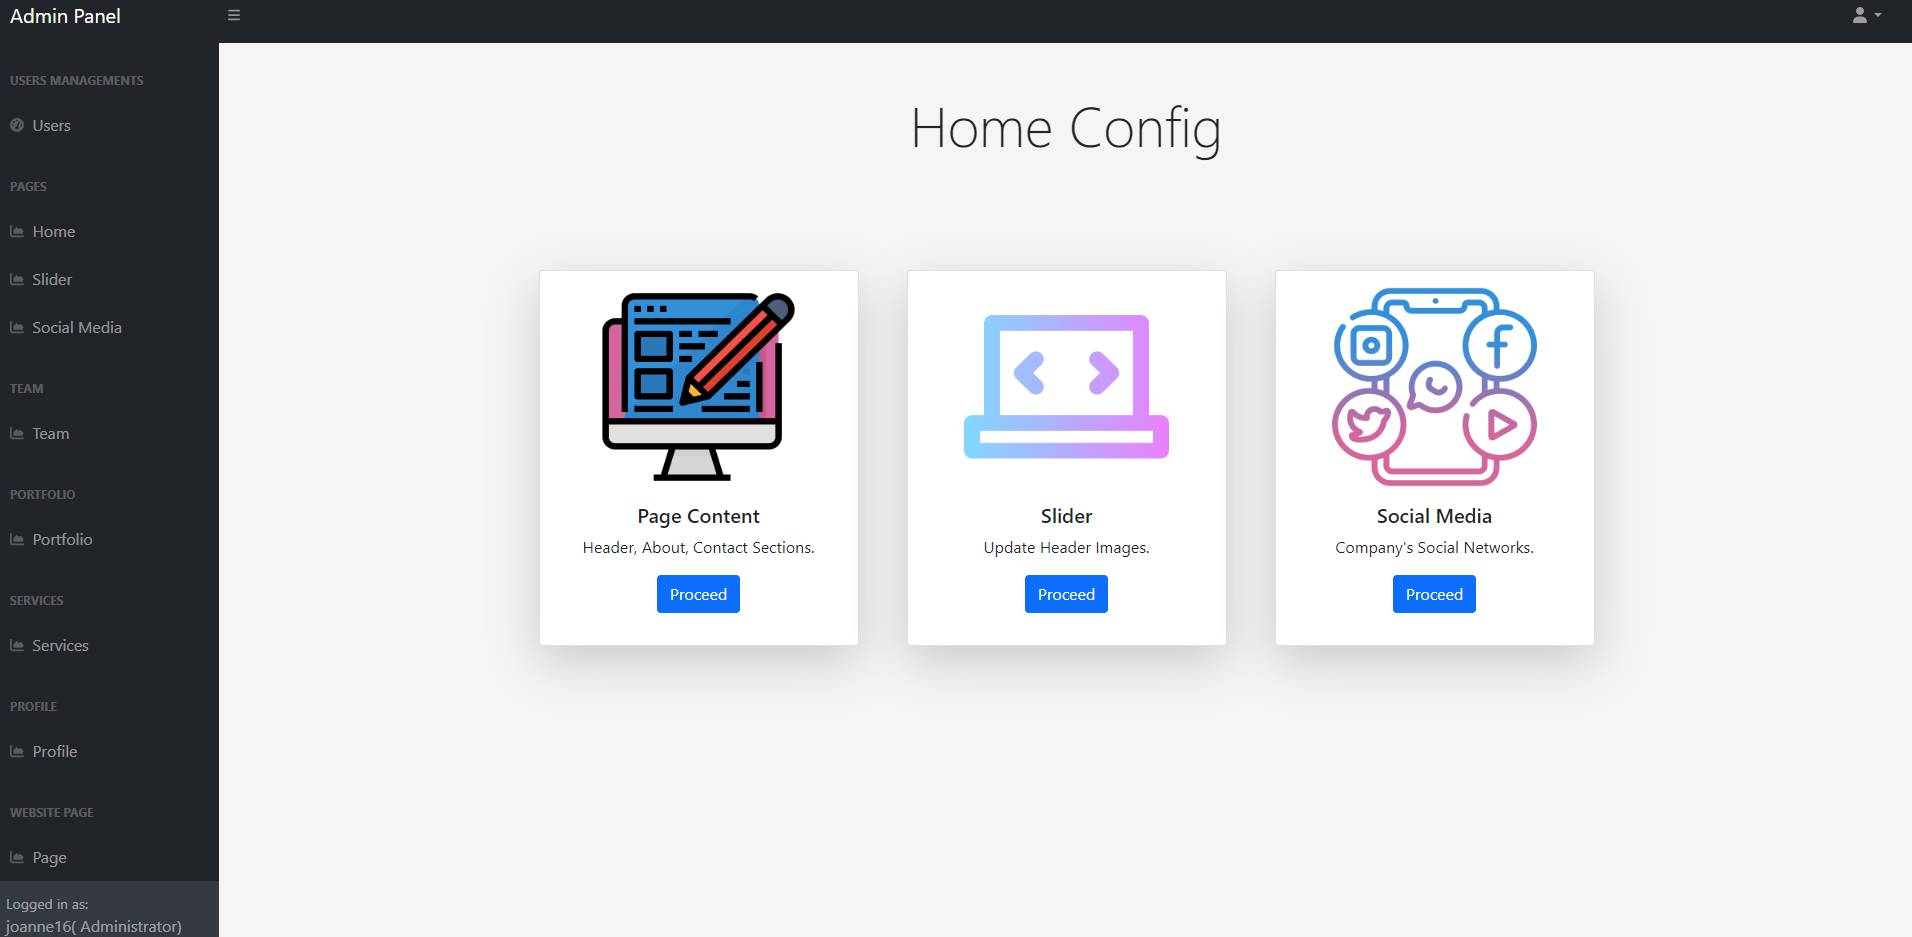 Admin Panel
USERS MANAGEMENTS
Users
PAGES
Home
Slider
Social Media
TEAM
Team
PORTFOLIO
Portfolio
SERVICES
Services
PROFILE
Profile
WEBSITE PAGE
Page
Logged in as:
joanne16( Administrator)
Home Config
Page Content
Header, About, Contact Sections.
Proceed
Slider
Update Header Images.
Proceed
Social Media
Company's Social Networks.
Proceed